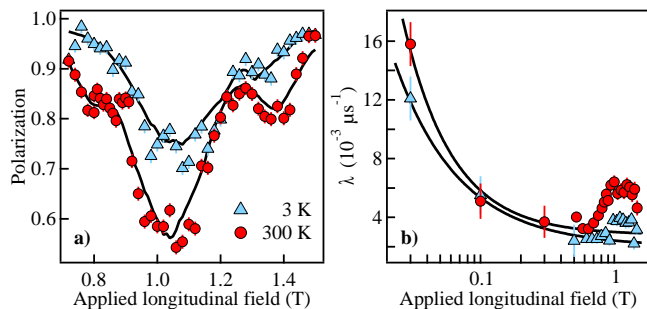 1.0
0.9
0.8
0.7
0.6
Polarization
a)
3 K
300 K
0.8 1.0 1.2 1.4
Applied longitudinal field (T)
16
12
8
4
λ (10⁻³ μs⁻¹)
b)
0.1 1
Applied longitudinal field (T)